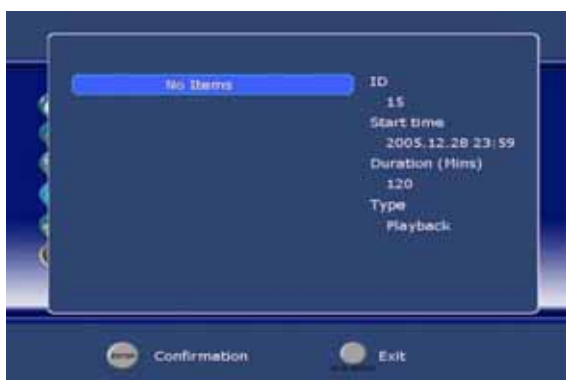 No Items
ID
15
Start time
2005.12.28 23:59
Duration (Mins)
120
Type
Playback
Confirmation
Exit